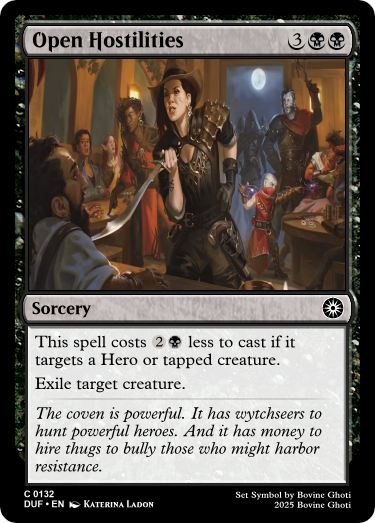 Open Hostilities 3
Sorcery
This spell costs 2 less to cast if it
targets a Hero or tapped creature.
Exile target creature.
The coven is powerful. It has wytchseers to
hunt powerful heroes. And it has money to
hire thugs to bully those who might harbor
resistance.
C 0132
DUF • EN Katerina Ladon
Set Symbol by Bovine Ghoti
2025 Bovine Ghoti